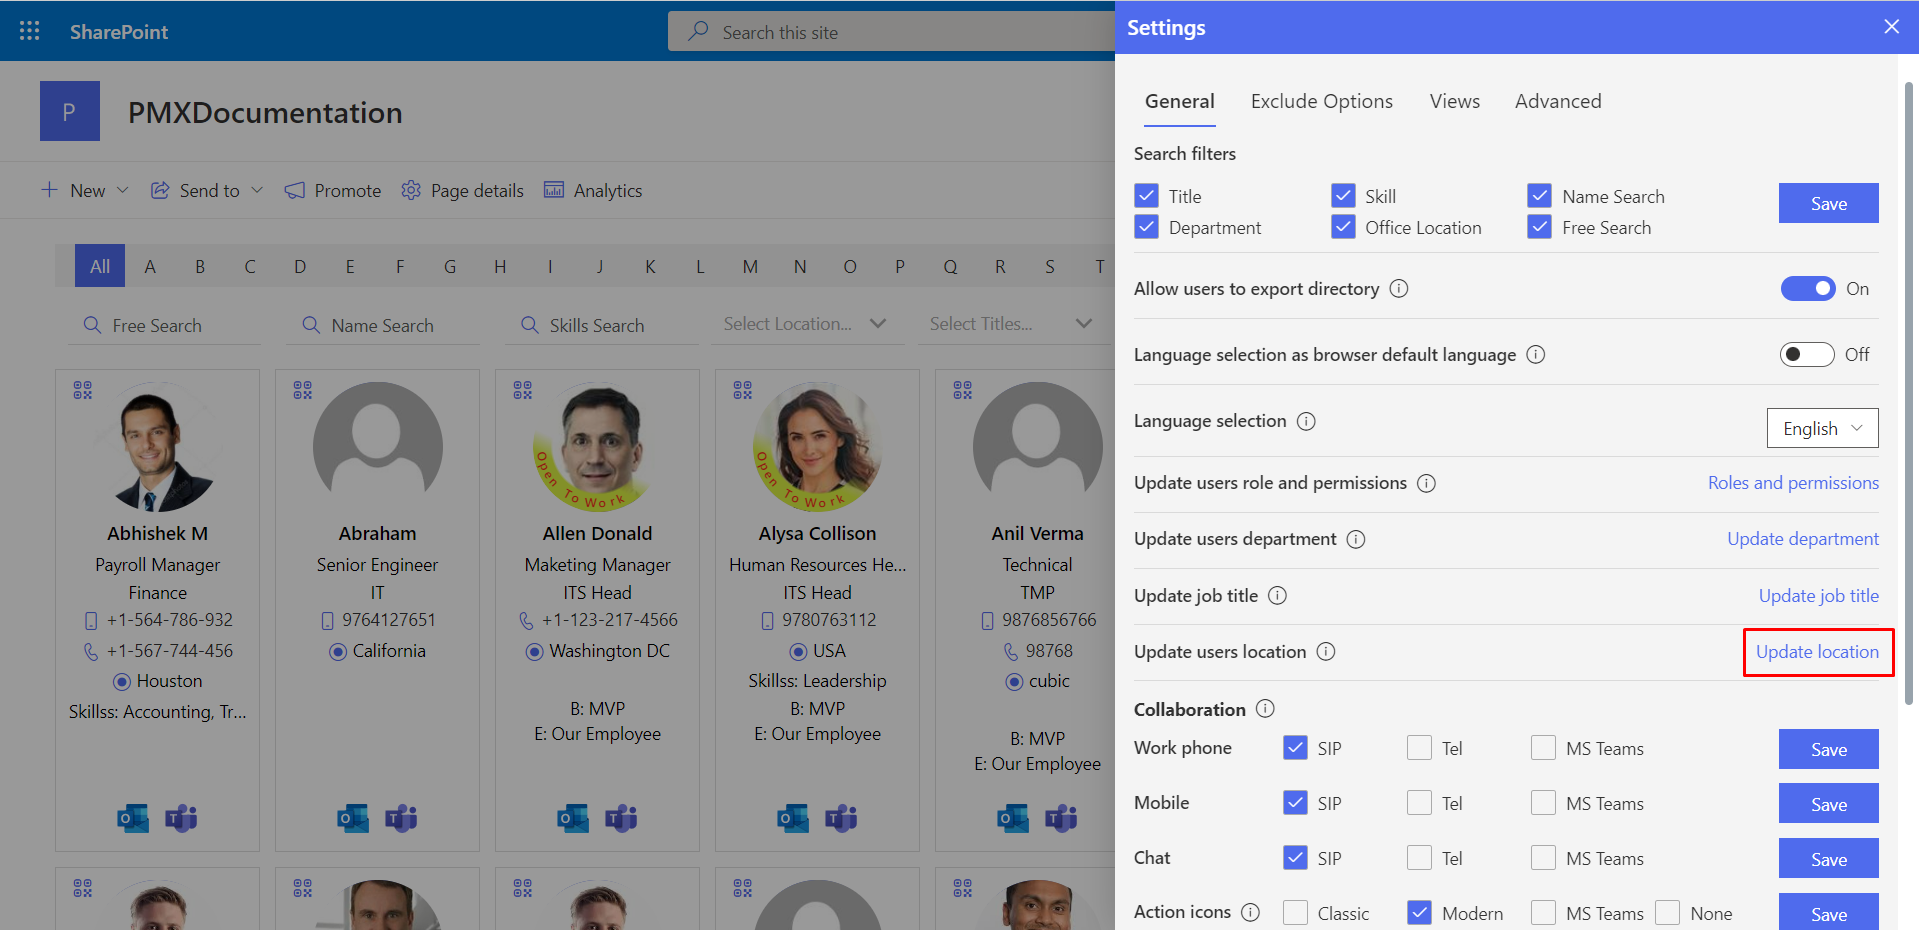 SharePoint
Search this site
P
PMXDocumentation
New
Send to
Promote
Page details
Analytics
All A B C D E F G H I J K L M N O P Q R S T
Free Search
Name Search
Skills Search
Select Location...
Select Titles...
Open To Work
Open To Work
Abhishek M
Payroll Manager
Finance
+1-564-786-932
+1-567-744-456
Houston
Skillss: Accounting, Tr...
Abraham
Senior Engineer
IT
9764127651
California
Allen Donald
Maketing Manager
ITS Head
+1-123-217-4566
Washington DC
B: MVP
E: Our Employee
Alysa Collison
Human Resources He...
ITS Head
9780763112
USA
Skillss: Leadership
B: MVP
E: Our Employee
Anil Verma
Technical
TMP
9876856766
98768
cubic
B: MVP
E: Our Employee
Settings
General
Exclude Options
Views
Advanced
Search filters
Title
Skill
Name Search
Department
Office Location
Free Search
Save
Allow users to export directory
On
Language selection as browser default language
Off
Language selection
English
Update users role and permissions
Roles and permissions
Update users department
Update department
Update job title
Update job title
Update users location
Update location
Collaboration
Work phone SIP Tel MS Teams Save
Mobile SIP Tel MS Teams Save
Chat SIP Tel MS Teams Save
Action icons Classic Modern MS Teams None Save